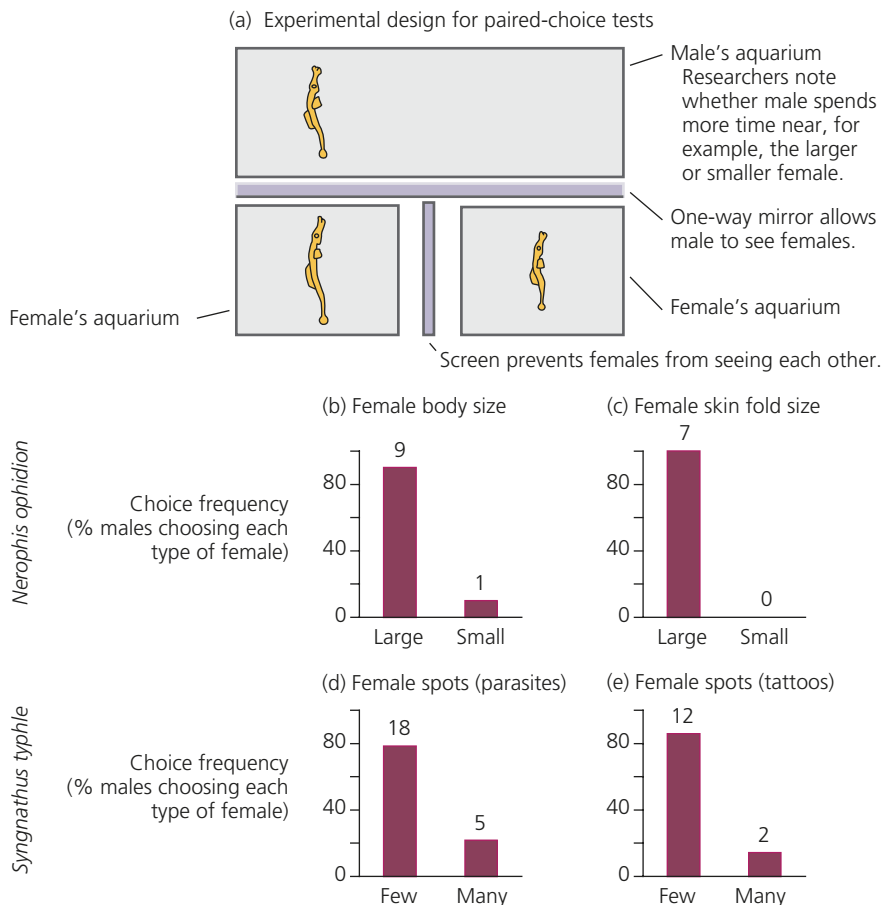 (a) Experimental design for paired-choice tests
Male's aquarium
Researchers note
whether male spends
more time near, for
example, the larger
or smaller female.
One-way mirror allows
male to see females.
Female's aquarium
Female's aquarium
Screen prevents females from seeing each other.
Nerophis ophidion
Choice frequency
(% males choosing each
type of female)
(b) Female body size
80
40
0
9
1
Large Small
(c) Female skin fold size
80
40
0
7
0
Large Small
Syngnathus typhle
Choice frequency
(% males choosing each
type of female)
(d) Female spots (parasites)
80
40
0
18
5
Few Many
(e) Female spots (tattoos)
80
40
0
12
2
Few Many